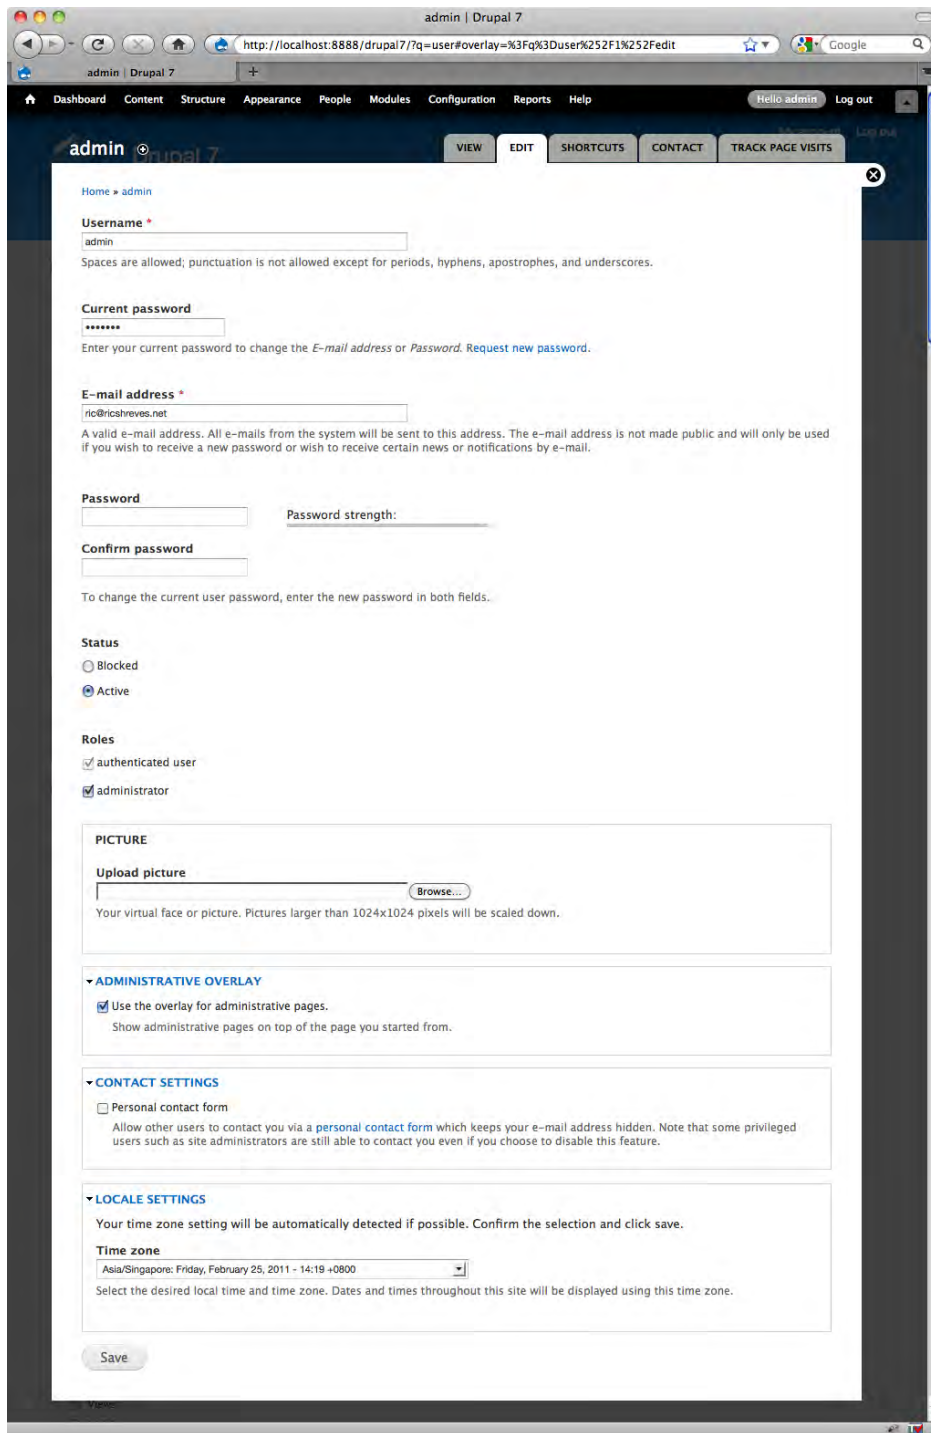 admin | Drupal 7
http://localhost:8888/drupal7/?q=user#overlay=%3Fq%3Duser%252F1%252Fedit
Google
admin | Drupal 7
Dashboard Content Structure Appearance People Modules Configuration Reports Help Hello admin Log out
Log out
admin
Drupal 7
VIEW EDIT SHORTCUTS CONTACT TRACK PAGE VISITS
Home » admin
Username *
admin
Spaces are allowed; punctuation is not allowed except for periods, hyphens, apostrophes, and underscores.
Current password
•••••••
Enter your current password to change the E-mail address or Password. Request new password.
E-mail address *
ric@ricshreves.net
A valid e-mail address. All e-mails from the system will be sent to this address. The e-mail address is not made public and will only be used
if you wish to receive a new password or wish to receive certain news or notifications by e-mail.
Password
Password strength:
Confirm password
To change the current user password, enter the new password in both fields.
Status
Blocked
Active
Roles
authenticated user
administrator
PICTURE
Upload picture
Browse...
Your virtual face or picture. Pictures larger than 1024x1024 pixels will be scaled down.
ADMINISTRATIVE OVERLAY
Use the overlay for administrative pages.
Show administrative pages on top of the page you started from.
CONTACT SETTINGS
Personal contact form
Allow other users to contact you via a personal contact form which keeps your e-mail address hidden. Note that some privileged
users such as site administrators are still able to contact you even if you choose to disable this feature.
LOCALE SETTINGS
Your time zone setting will be automatically detected if possible. Confirm the selection and click save.
Time zone
Asia/Singapore: Friday, February 25, 2011 - 14:19 +0800
Select the desired local time and time zone. Dates and times throughout this site will be displayed using this time zone.
Save